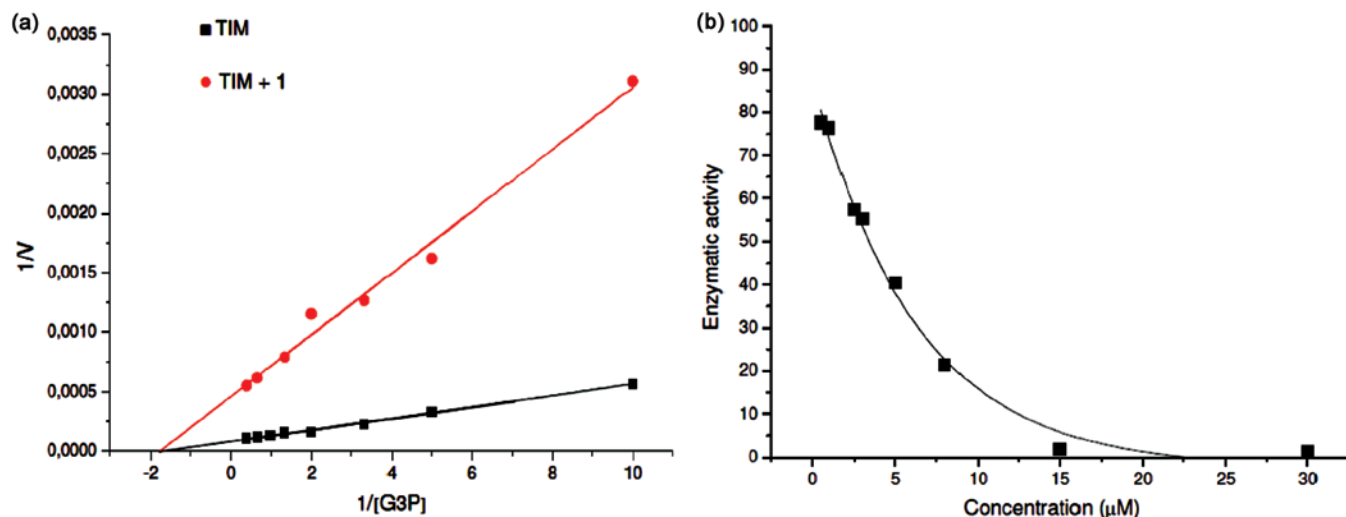 (a)
TIM
TIM + 1
0,0035
0,0030
0,0025
0,0020
0,0015
0,0010
0,0005
0,0000
1/V
-2 0 2 4 6 8 10
1/[G3P]
(b)
100
90
80
70
60
50
40
30
20
10
0
Enzymatic activity
0 5 10 15 20 25 30
Concentration (μM)